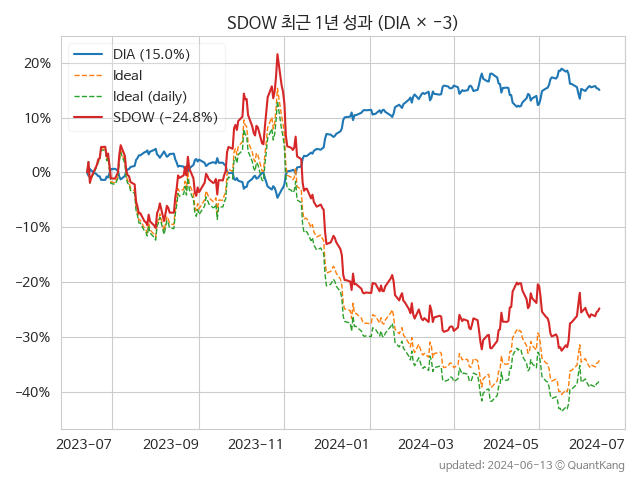 SDOW 최근 1년 성과 (DIA × −3)
DIA (15.0%)
Ideal
Ideal (daily)
SDOW (−24.8%)
20%
10%
0%
−10%
−20%
−30%
−40%
2023-07 2023-09 2023-11 2024-01 2024-03 2024-05 2024-07
updated: 2024-06-13 ⓒ QuantKang